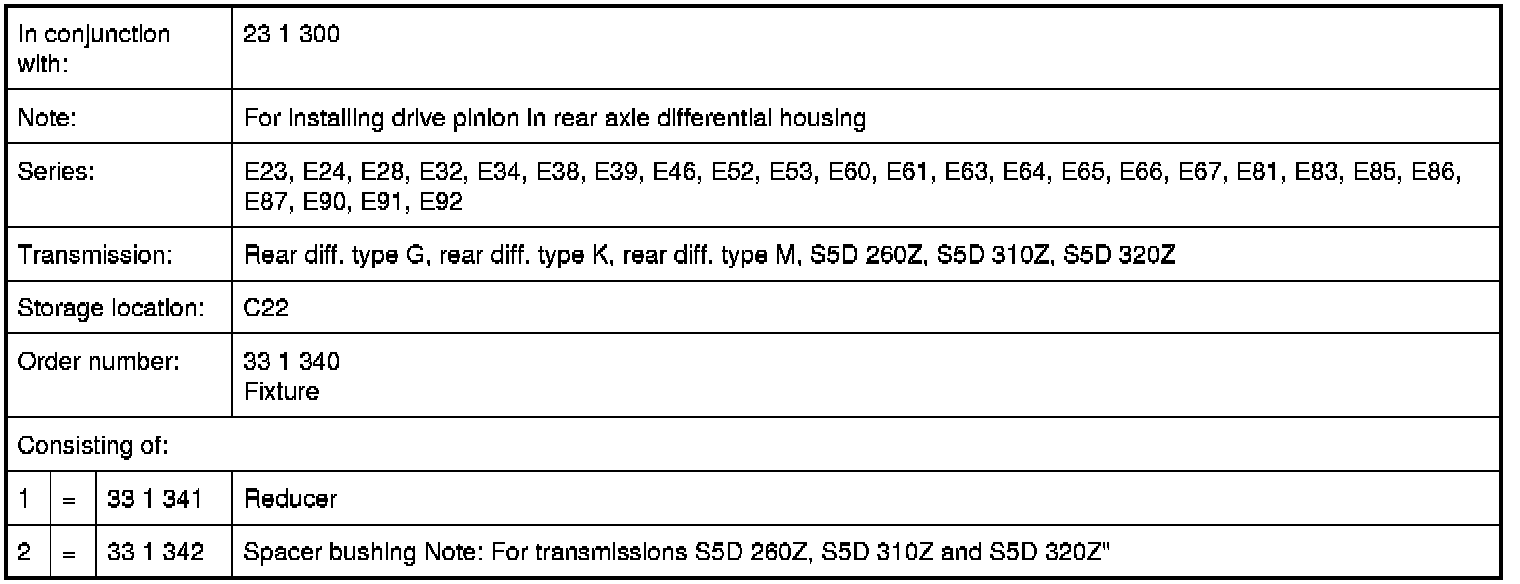 In conjunction 23 1 300
with:
Note: For installing drive pinion in rear axle differential housing
Series: E23, E24, E28, E32, E34, E38, E39, E46, E52, E53, E60, E61, E63, E64, E65, E66, E67, E81, E83, E85, E86,
E87, E90, E91, E92
Transmission: Rear diff. type G, rear diff. type K, rear diff. type M, S5D 260Z, S5D 310Z, S5D 320Z
Storage location: C22
Order number: 33 1 340
Fixture
Consisting of:
1 = 33 1 341 Reducer
2 = 33 1 342 Spacer bushing Note: For transmissions S5D 260Z, S5D 310Z and S5D 320Z"